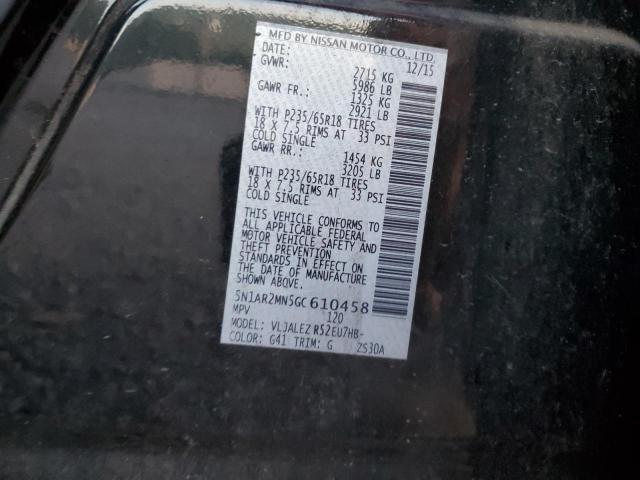 MFD BY NISSAN MOTOR CO., LTD.
DATE: 12/15
GVWR: 2715 KG
5986 LB
GAWR FR: 1325 KG
2921 LB
WITH P235/65R18 TIRES
18 X 7.5 RIMS AT 33 PSI
COLD SINGLE
GAWR RR: 1454 KG
3205 LB
WITH P235/65R18 TIRES
18 X 7.5 RIMS AT 33 PSI
COLD SINGLE
THIS VEHICLE CONFORMS TO
ALL APPLICABLE FEDERAL
MOTOR VEHICLE SAFETY AND
THEFT PREVENTION
STANDARDS IN EFFECT ON
THE DATE OF MANUFACTURE
SHOWN ABOVE.
5N1AR2MN5GC610458
MPV 120
MODEL: VLJALEZ R52EU7HB-
COLOR: G41 TRIM: G 2S30A